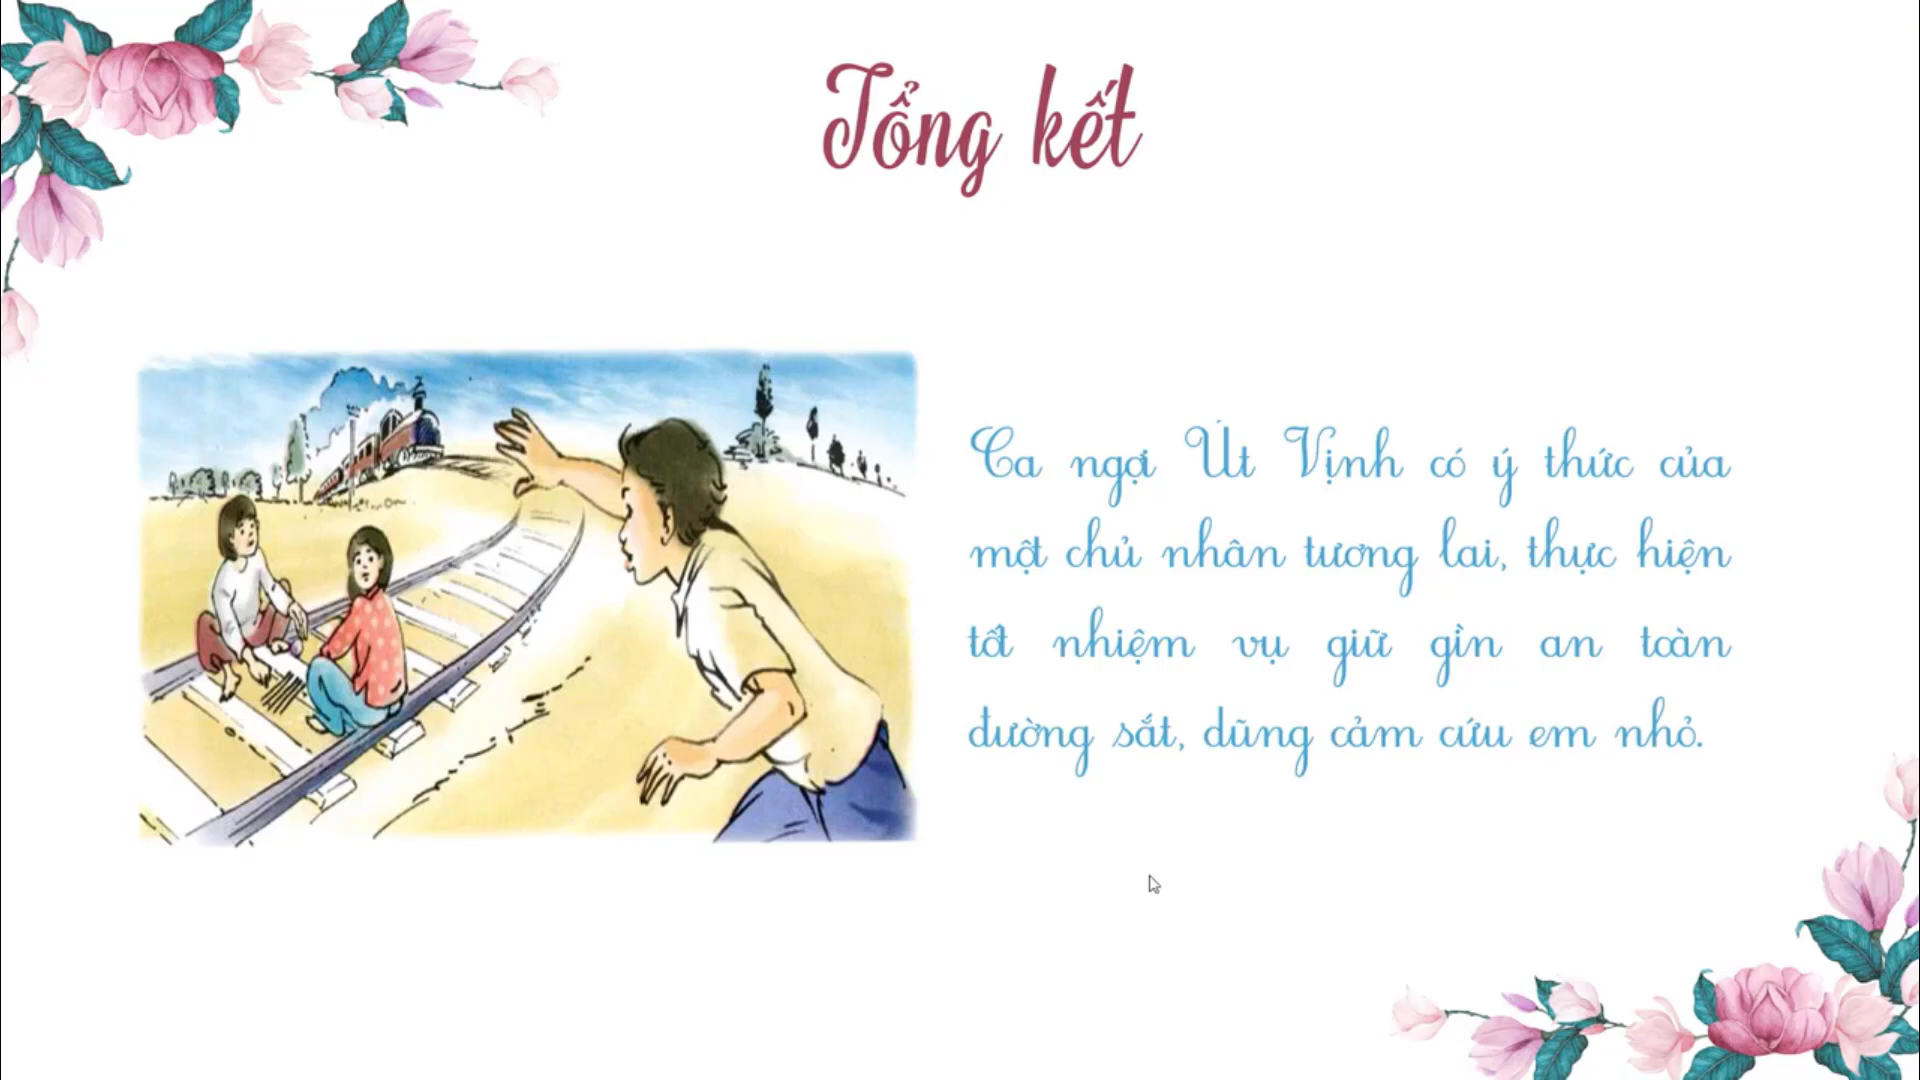 Tổng kết
Ca ngợi Út Vịnh có ý thức của
một chủ nhân tương lai, thực hiện
tốt nhiệm vụ giữ gìn an toàn
đường sắt, dũng cảm cứu em nhỏ.